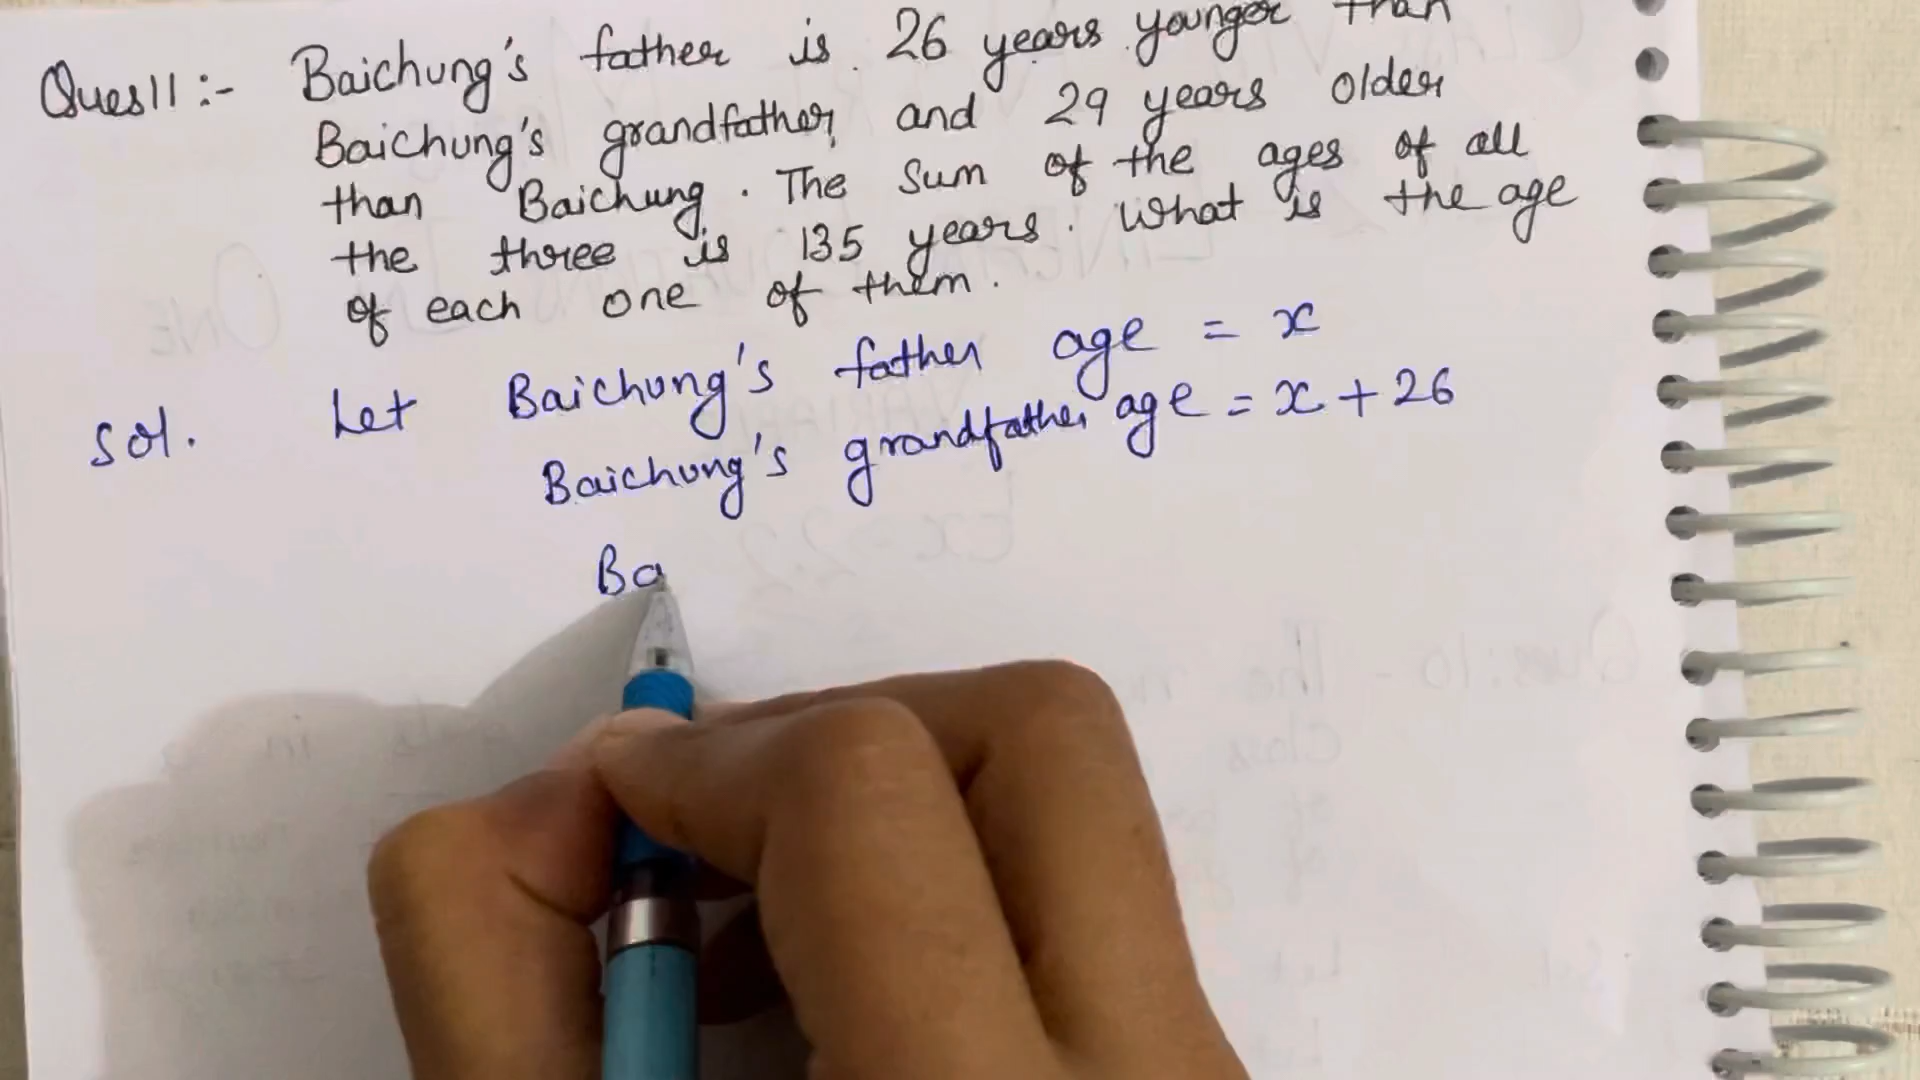 Ques11:- Baichung's father is 26 years younger than
Baichung's grandfather, and 29 years older
than Baichung. The Sum of the ages of all
the three is 135 years. What is the age
of each one of them.
Sol. Let Baichung's father age = x
Baichung's grandfather age = x + 26
Ba